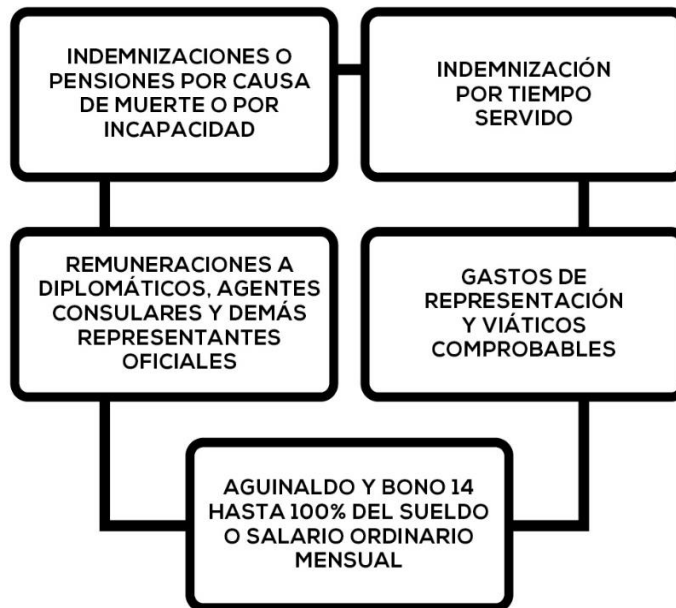 INDEMNIZACIONES O
PENSIONES POR CAUSA
DE MUERTE O POR
INCAPACIDAD
INDEMNIZACIÓN
POR TIEMPO
SERVIDO
REMUNERACIONES A
DIPLOMÁTICOS, AGENTES
CONSULARES Y DEMÁS
REPRESENTANTES
OFICIALES
GASTOS DE
REPRESENTACIÓN
Y VIÁTICOS
COMPROBABLES
AGUINALDO Y BONO 14
HASTA 100% DEL SUELDO
O SALARIO ORDINARIO
MENSUAL